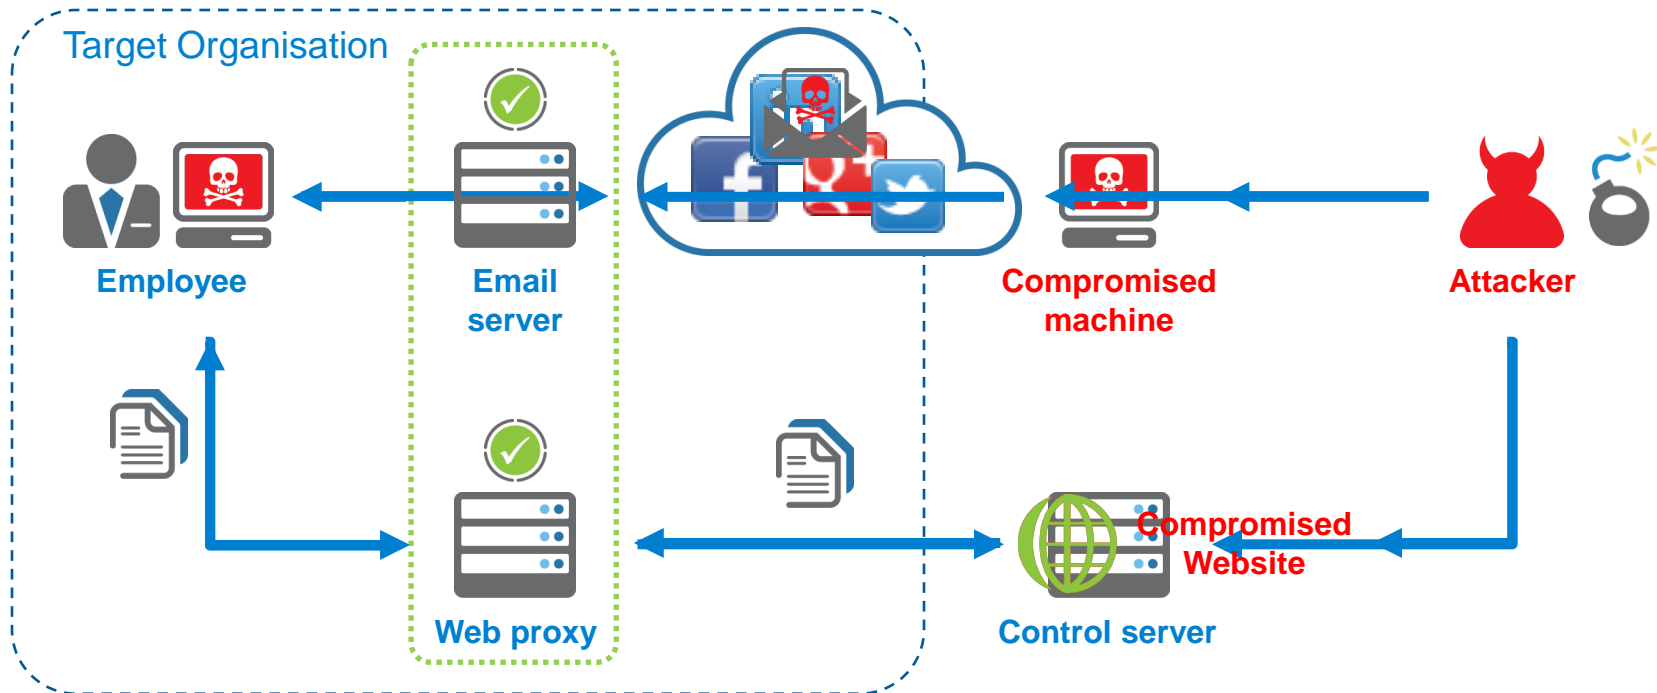 Target Organisation
Employee
Email
server
Compromised
machine
Attacker
Compromised
Website
Web proxy
Control server